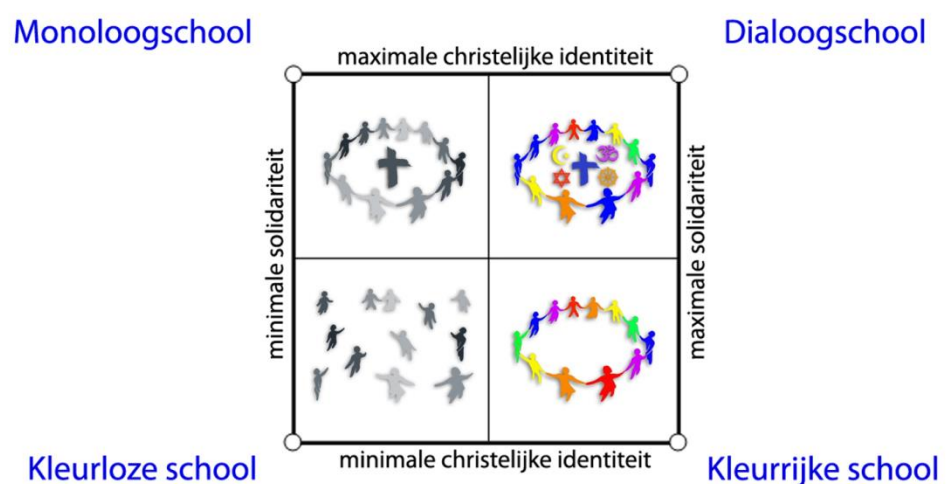 Monoloogschool
Dialoogschool
maximale christelijke identiteit
minimale solidariteit
maximale solidariteit
minimale christelijke identiteit
Kleurloze school
Kleurrijke school